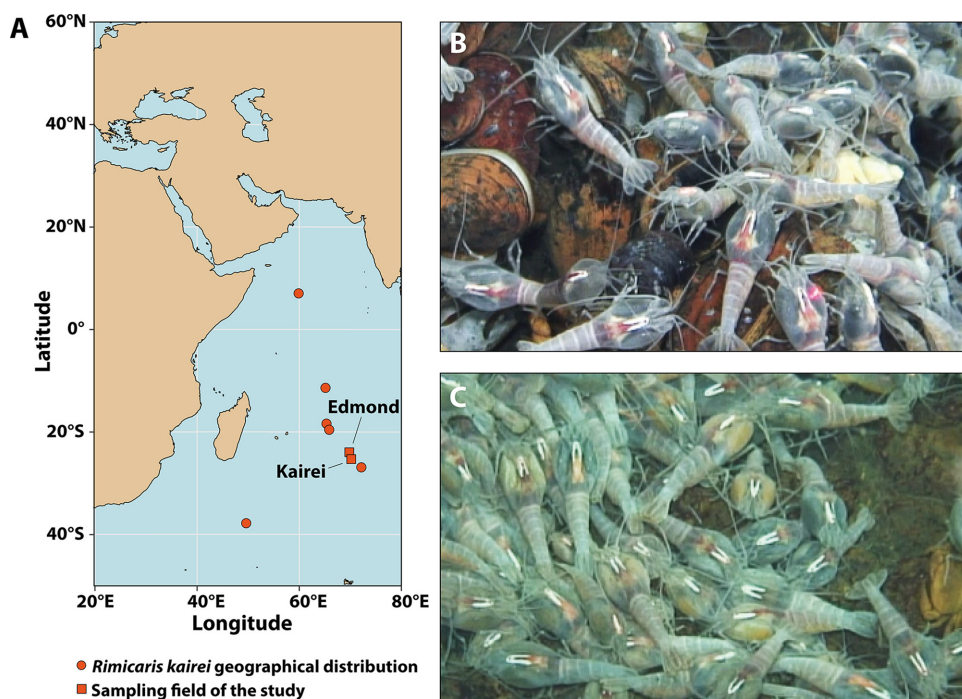 A
60°N
40°N
20°N
0°
20°S
40°S
Latitude
Edmond
Kairei
20°E 40°E 60°E 80°E
Longitude
Rimicaris kairei geographical distribution
Sampling field of the study
B
C